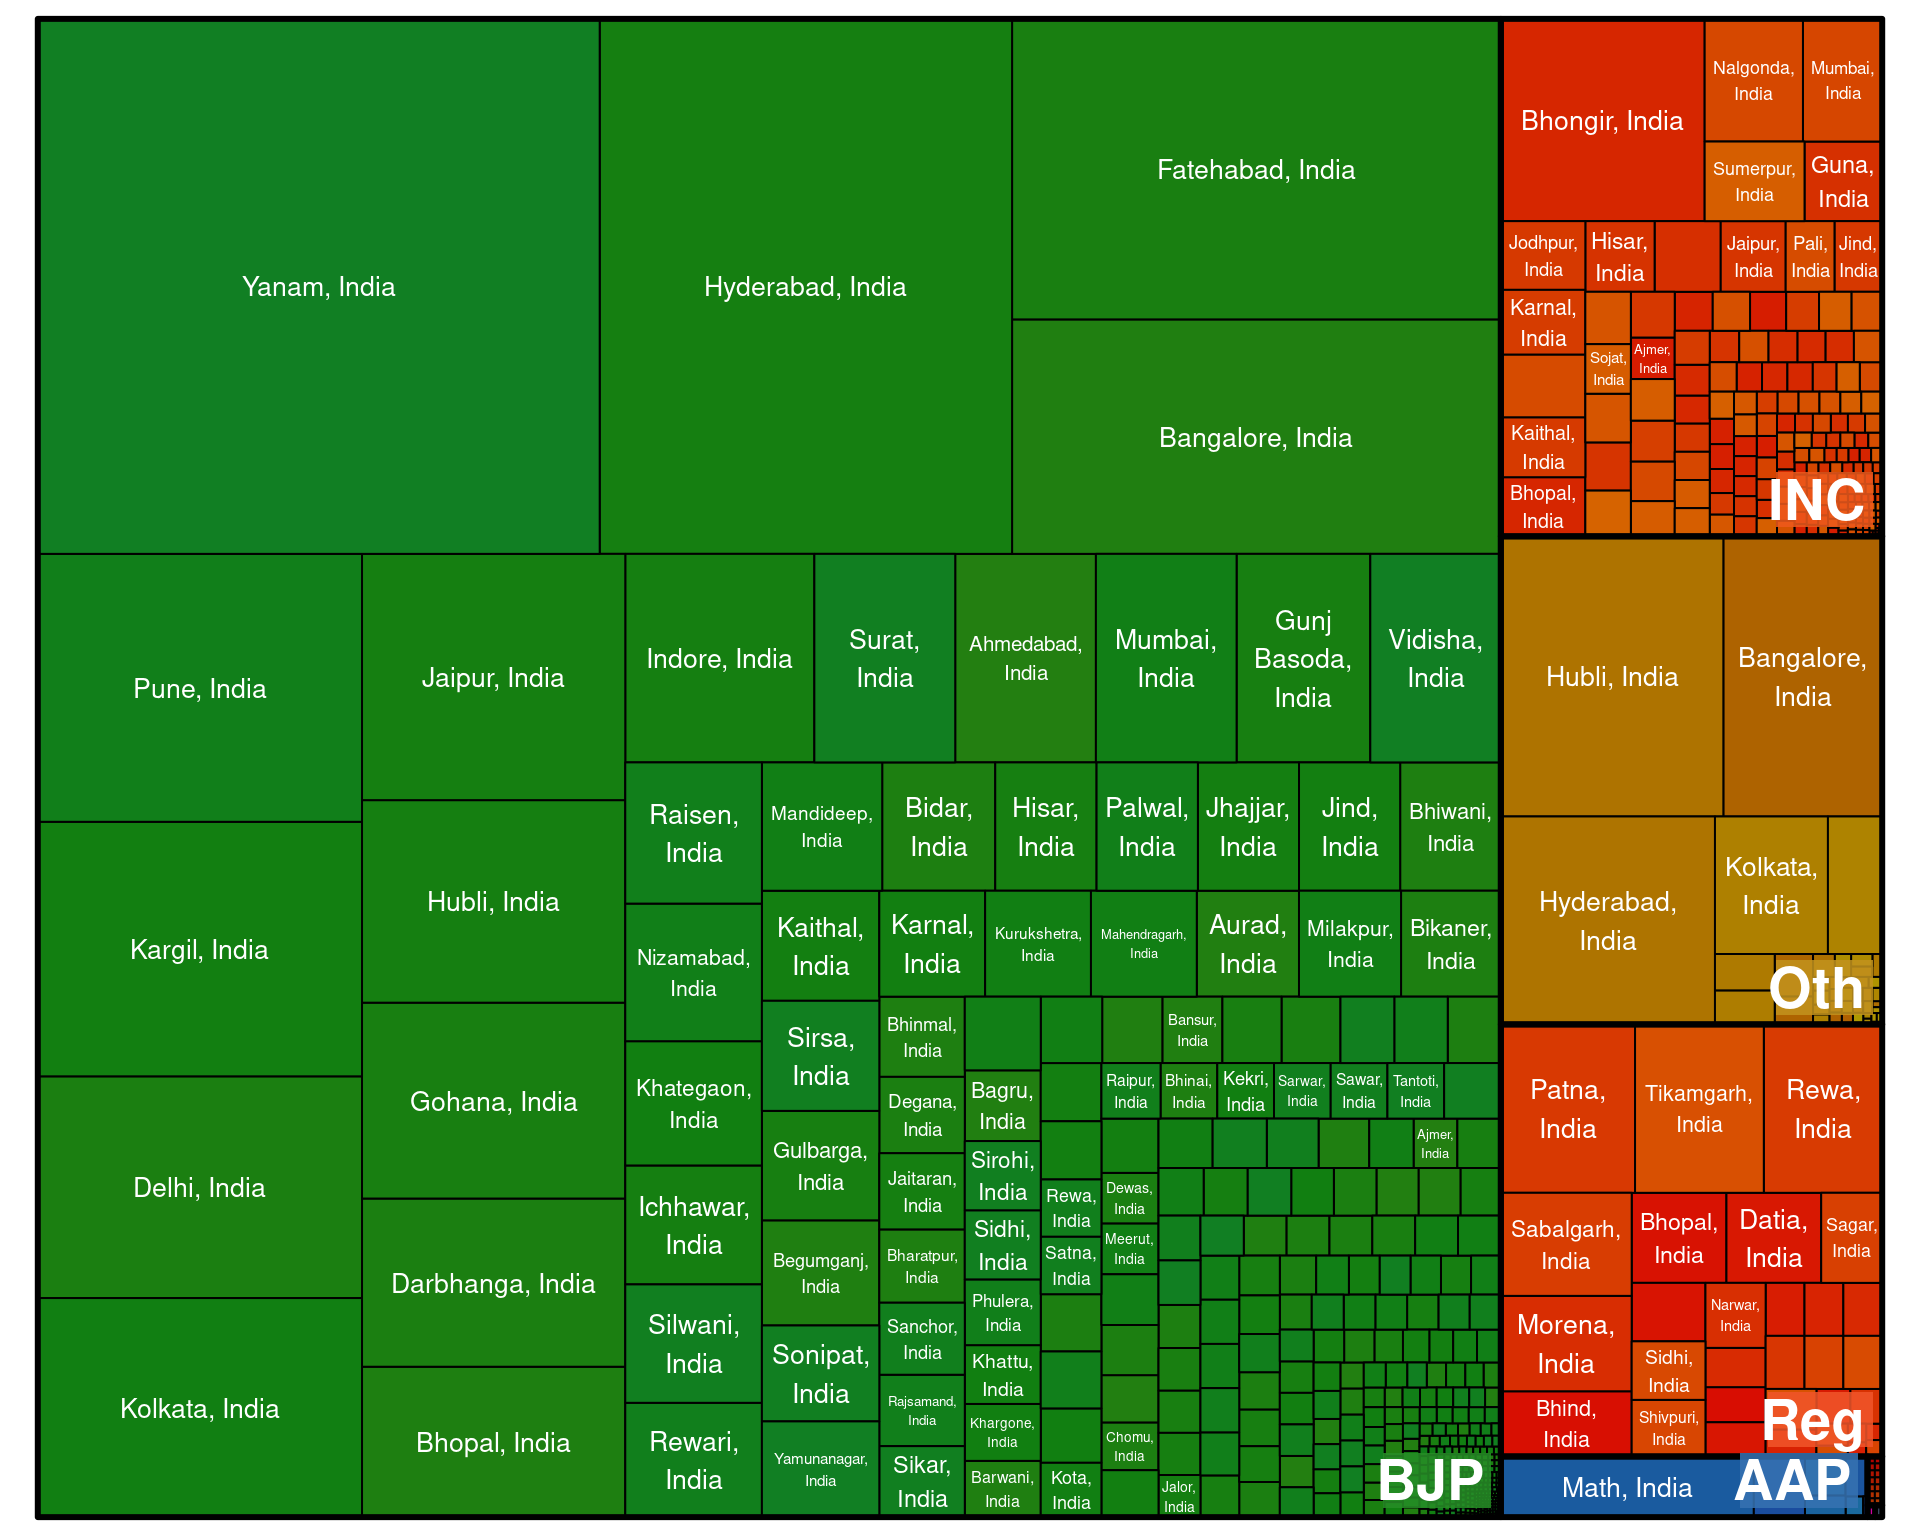 Yanam, India
Hyderabad, India
Fatehabad, India
Bangalore, India
Pune, India
Kargil, India
Delhi, India
Kolkata, India
Jaipur, India
Hubli, India
Gohana, India
Darbhanga, India
Bhopal, India
Indore, India
Surat,
India
Ahmedabad,
India
Mumbai,
India
Gunj
Basoda,
India
Vidisha,
India
Raisen,
India
Mandideep,
India
Bidar,
India
Hisar,
India
Palwal,
India
Jhajjar,
India
Jind,
India
Bhiwani,
India
Nizamabad,
India
Khategaon,
India
Ichhawar,
India
Silwani,
India
Rewari,
India
Kaithal,
India
Karnal,
India
Kurukshetra,
India
Mahendragarh,
India
Aurad,
India
Milakpur,
India
Bikaner,
India
Sirsa,
India
Gulbarga,
India
Begumganj,
India
Sonipat,
India
Yamunanagar,
India
Bhinmal,
India
Degana,
India
Jaitaran,
India
Bharatpur,
India
Sanchor,
India
Rajsamand,
India
Sikar,
India
Bagru,
India
Sirohi,
India
Sidhi,
India
Phulera,
India
Khattu,
India
Khargone,
India
Barwani,
India
Rewa,
India
Satna,
India
Kota,
India
Bansur,
India
Raipur,
India
Bhinai,
India
Kekri,
India
Sarwar,
India
Sawar,
India
Tantoti,
India
Ajmer,
India
Dewas,
India
Meerut,
India
Chomu,
India
Jalor,
India
BJP
Bhongir, India
Nalgonda,
India
Mumbai,
India
Sumerpur,
India
Guna,
India
Jodhpur,
India
Hisar,
India
Jaipur,
India
Pali,
India
Jind,
India
Karnal,
India
Sojat,
India
Ajmer,
India
Kaithal,
India
Bhopal,
India
INC
Hubli, India
Bangalore,
India
Hyderabad,
India
Kolkata,
India
Oth
Patna,
India
Tikamgarh,
India
Rewa,
India
Sabalgarh,
India
Bhopal,
India
Datia,
India
Sagar,
India
Morena,
India
Narwar,
India
Sidhi,
India
Bhind,
India
Shivpuri,
India
Reg
Math, India
AAP